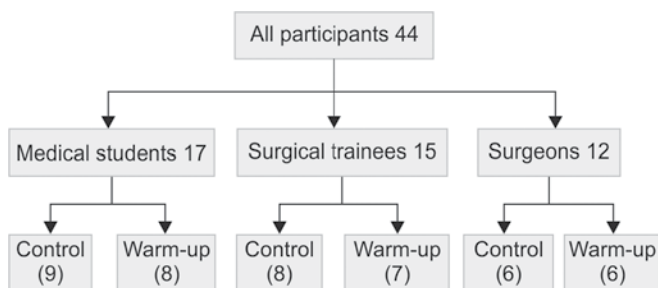 All participants 44
Medical students 17
Surgical trainees 15
Surgeons 12
Control
(9)
Warm-up
(8)
Control
(8)
Warm-up
(7)
Control
(6)
Warm-up
(6)